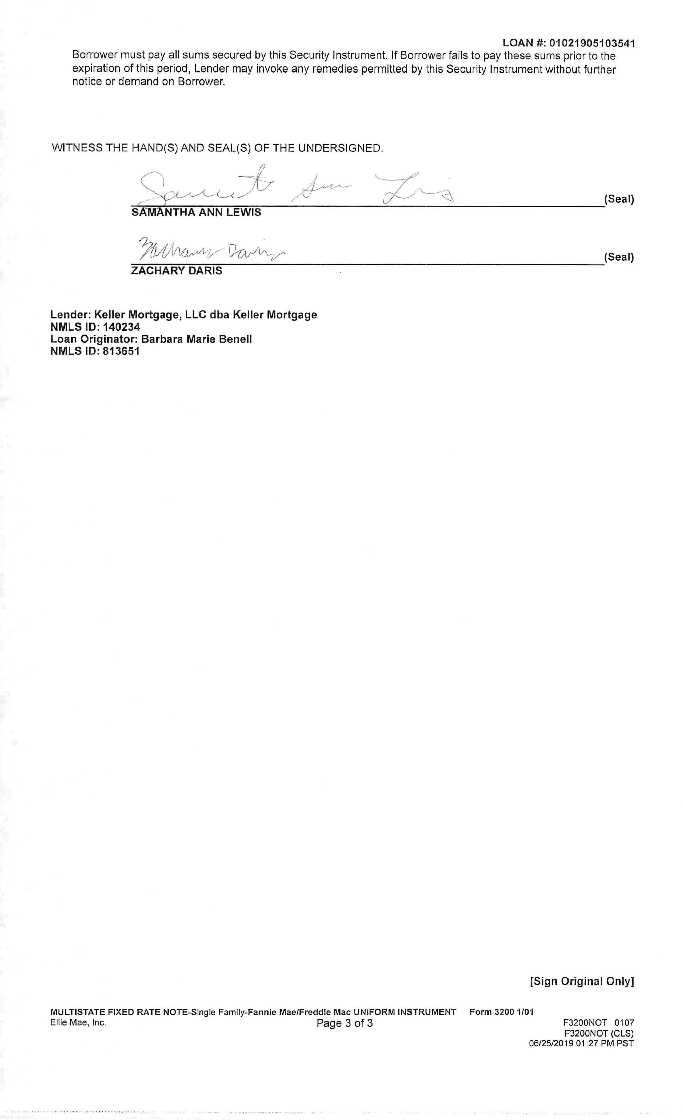 LOAN #: 01021905103541
Borrower must pay all sums secured by this Security Instrument. If Borrower fails to pay these sums prior to the
expiration of this period, Lender may invoke any remedies permitted by this Security Instrument without further
notice or demand on Borrower.
WITNESS THE HAND(S) AND SEAL(S) OF THE UNDERSIGNED.
(Seal)
SAMANTHA ANN LEWIS
(Seal)
ZACHARY DARIS
Lender: Keller Mortgage, LLC dba Keller Mortgage
NMLS ID: 140234
Loan Originator: Barbara Marie Benell
NMLS ID: 813651
[Sign Original Only]
MULTISTATE FIXED RATE NOTE-Single Family-Fannie Mae/Freddie Mac UNIFORM INSTRUMENT Form 3200 1/01
Ellie Mae, Inc. Page 3 of 3 F3200NOT 0107
F3200NOT (CLS)
06/25/2019 01:27 PM PST